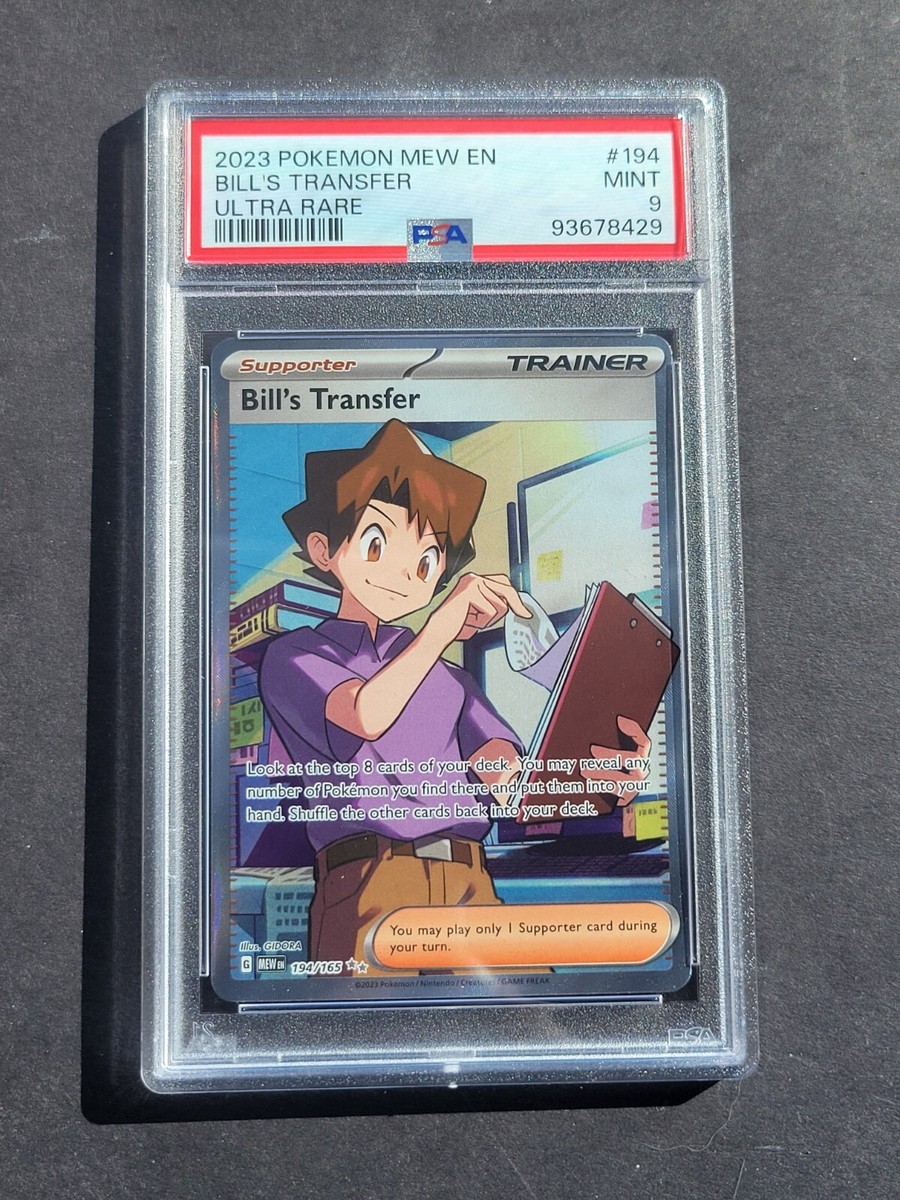 2023 POKEMON MEW EN #194
BILL'S TRANSFER MINT
ULTRA RARE 9
PSA 93678429
Supporter TRAINER
Bill's Transfer
Look at the top 8 cards of your deck. You may reveal any
number of Pokémon you find there and put them into your
hand. Shuffle the other cards back into your deck.
You may play only 1 Supporter card during
your turn.
Illus. GIDORA
G MEW EN 194/165
©2023 Pokémon / Nintendo / Creatures / GAME FREAK
PSA